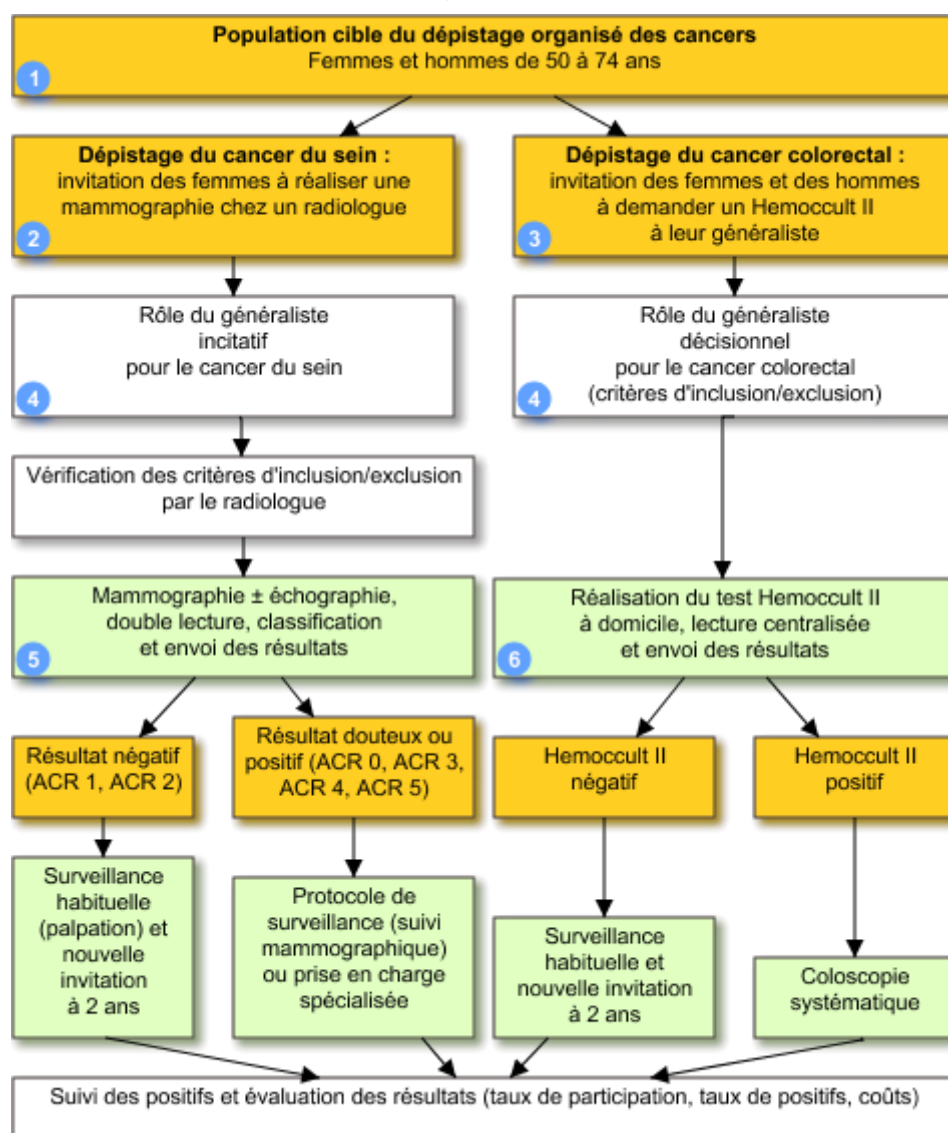 Population cible du dépistage organisé des cancers
Femmes et hommes de 50 à 74 ans
1
Dépistage du cancer du sein :
invitation des femmes à réaliser une
mammographie chez un radiologue
2
Dépistage du cancer colorectal :
invitation des femmes et des hommes
à demander un Hemoccult II
à leur généraliste
3
Rôle du généraliste
incitatif
pour le cancer du sein
4
Rôle du généraliste
décisionnel
pour le cancer colorectal
(critères d'inclusion/exclusion)
4
Vérification des critères d'inclusion/exclusion
par le radiologue
Mammographie ± échographie,
double lecture, classification
et envoi des résultats
5
Réalisation du test Hemoccult II
à domicile, lecture centralisée
et envoi des résultats
6
Résultat négatif
(ACR 1, ACR 2)
Résultat douteux ou
positif (ACR 0, ACR 3,
ACR 4, ACR 5)
Hemoccult II
négatif
Hemoccult II
positif
Surveillance
habituelle
(palpation) et
nouvelle
invitation
à 2 ans
Protocole de
surveillance (suivi
mammographique)
ou prise en charge
spécialisée
Surveillance
habituelle et
nouvelle invitation
à 2 ans
Coloscopie
systématique
Suivi des positifs et évaluation des résultats (taux de participation, taux de positifs, coûts)